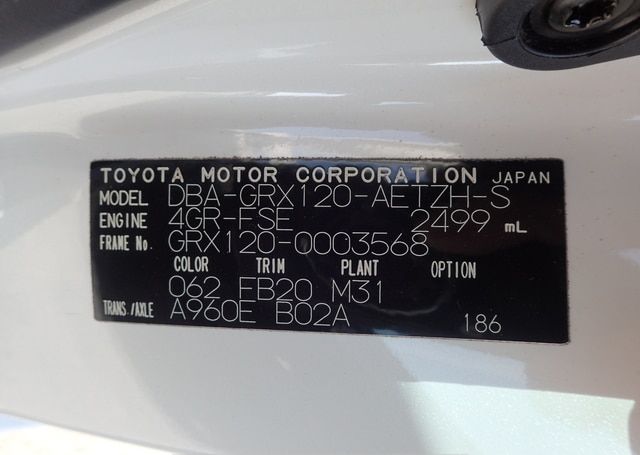 TOYOTA MOTOR CORPORATION JAPAN
MODEL DBA-GRX120-AETZH-S
ENGINE 4GR-FSE 2499 mL
FRAME No. GRX120-0003568
COLOR TRIM PLANT OPTION
062 EB20 M31
TRANS./AXLE A960E B02A
186